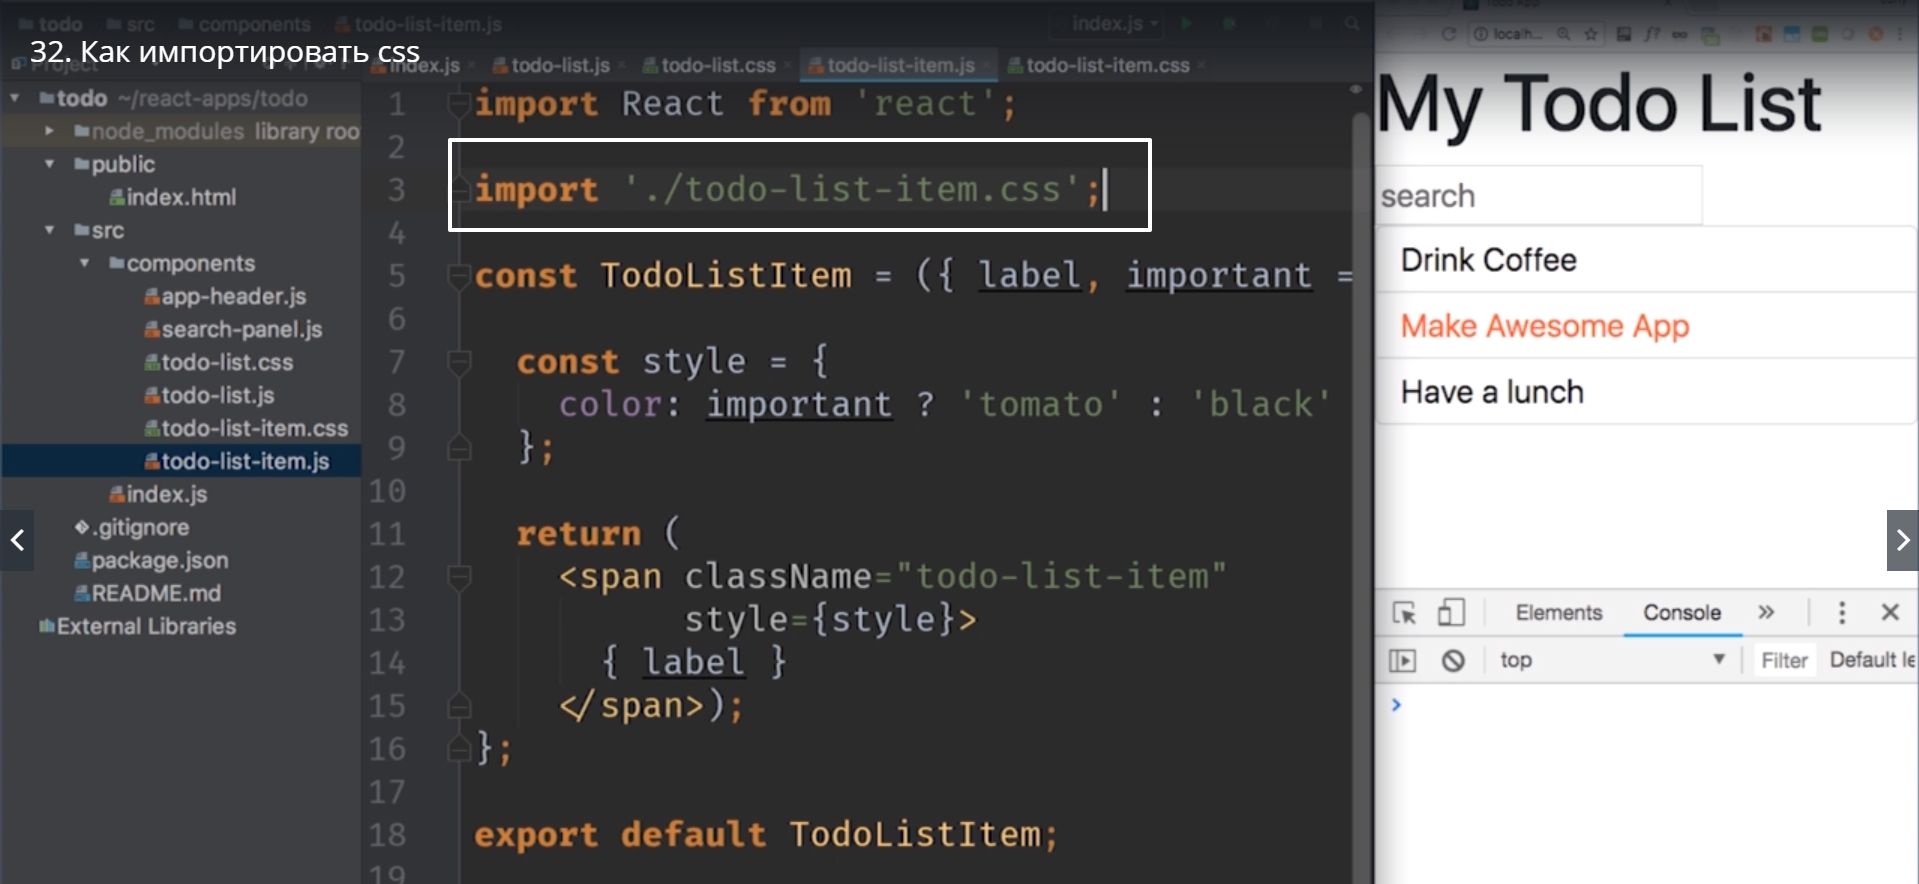 todo src components todo-list-item.js
index.js
32. Как импортировать css
Project
index.js todo-list.js todo-list.css todo-list-item.js todo-list-item.css
todo ~/react-apps/todo
node_modules library roo
public
index.html
src
components
app-header.js
search-panel.js
todo-list.css
todo-list.js
todo-list-item.css
todo-list-item.js
index.js
.gitignore
package.json
README.md
External Libraries
1 import React from 'react';
2
3 import './todo-list-item.css';
4
5 const TodoListItem = ({ label, important =
6
7 const style = {
8 color: important ? 'tomato' : 'black'
9 };
10
11 return (
12 <span className="todo-list-item"
13 style={style}>
14 { label }
15 </span>);
16 };
17
18 export default TodoListItem;
19
localh...
My Todo List
search
Drink Coffee
Make Awesome App
Have a lunch
Elements Console »
top Filter Default le